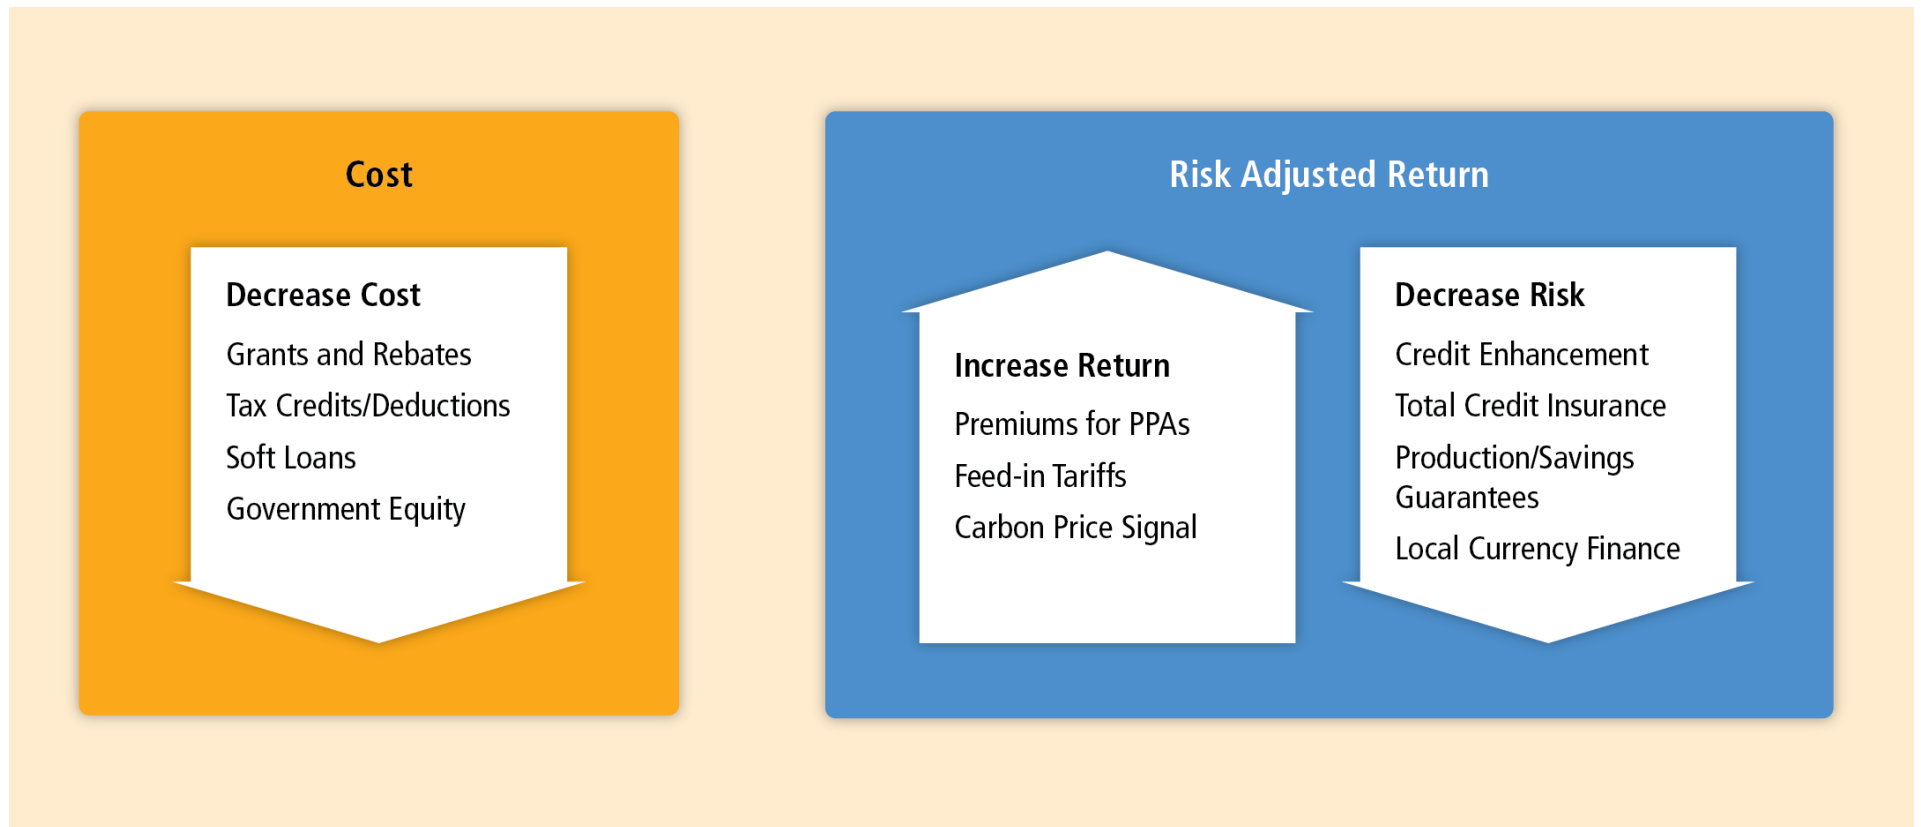 Cost
Decrease Cost
Grants and Rebates
Tax Credits/Deductions
Soft Loans
Government Equity
Risk Adjusted Return
Increase Return
Premiums for PPAs
Feed-in Tariffs
Carbon Price Signal
Decrease Risk
Credit Enhancement
Total Credit Insurance
Production/Savings
Guarantees
Local Currency Finance